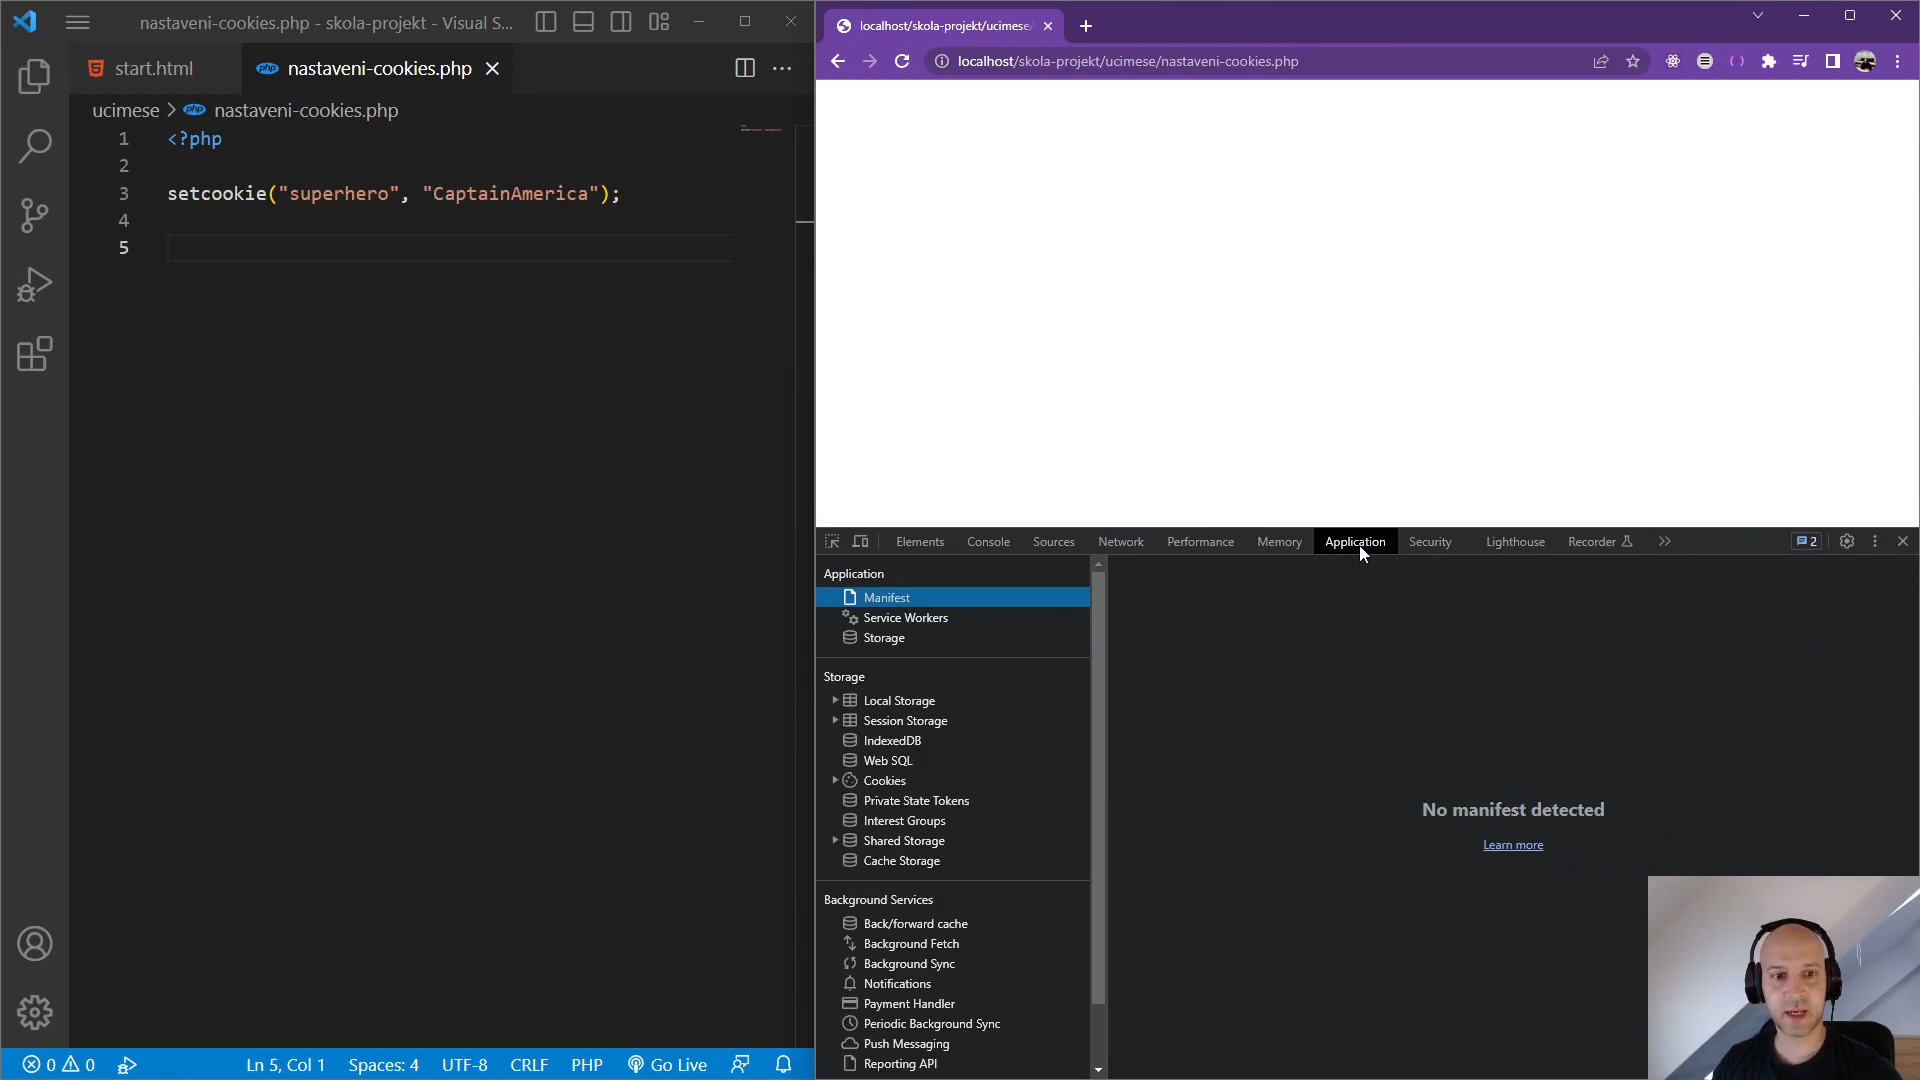 nastaveni-cookies.php - skola-projekt - Visual S...
start.html
nastaveni-cookies.php
ucimese > nastaveni-cookies.php
1 <?php
2
3 setcookie("superhero", "CaptainAmerica");
4
5
0 0
Ln 5, Col 1
Spaces: 4
UTF-8
CRLF
PHP
Go Live
localhost/skola-projekt/ucimese/
localhost/skola-projekt/ucimese/nastaveni-cookies.php
Elements
Console
Sources
Network
Performance
Memory
Application
Security
Lighthouse
Recorder
2
Application
Manifest
Service Workers
Storage
Storage
Local Storage
Session Storage
IndexedDB
Web SQL
Cookies
Private State Tokens
Interest Groups
Shared Storage
Cache Storage
Background Services
Back/forward cache
Background Fetch
Background Sync
Notifications
Payment Handler
Periodic Background Sync
Push Messaging
Reporting API
No manifest detected
Learn more